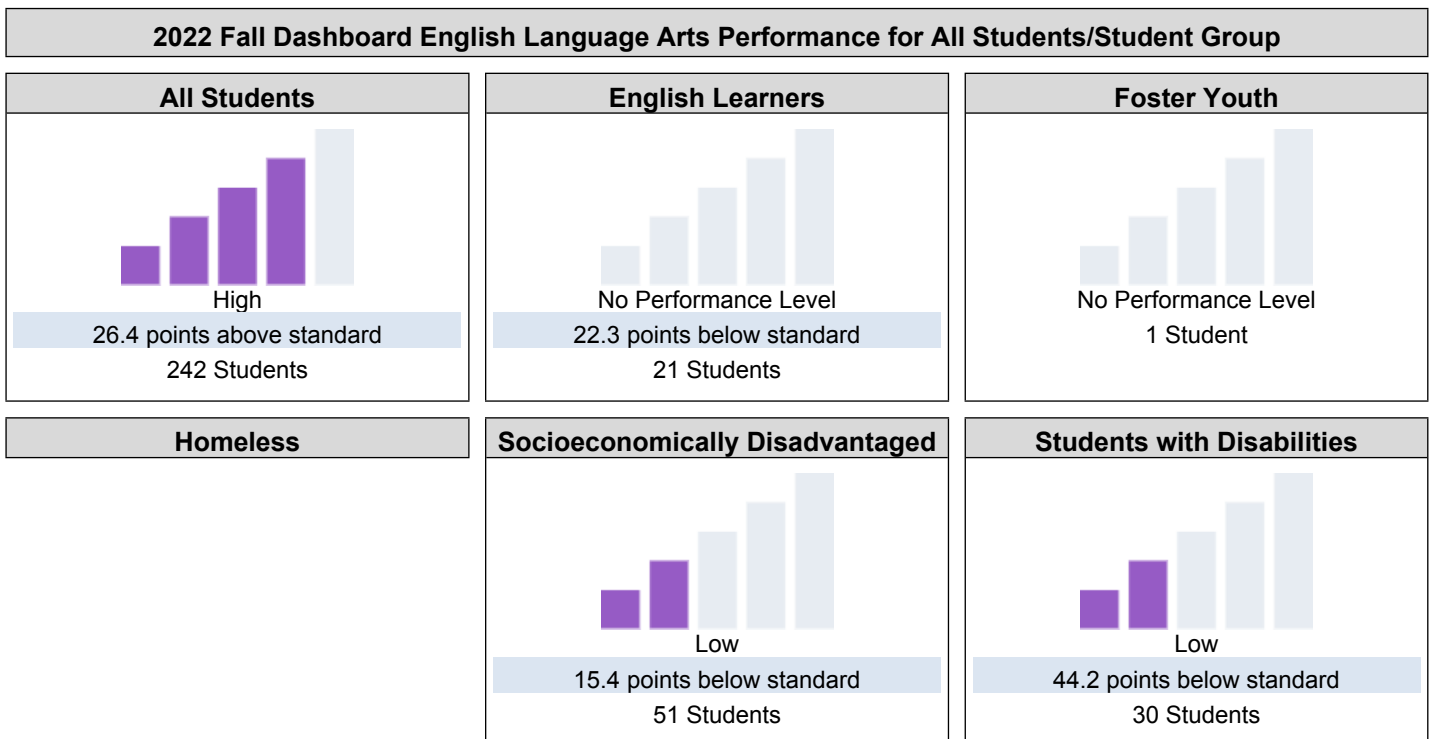 2022 Fall Dashboard English Language Arts Performance for All Students/Student Group
All Students
High
26.4 points above standard
242 Students
English Learners
No Performance Level
22.3 points below standard
21 Students
Foster Youth
No Performance Level
1 Student
Homeless
Socioeconomically Disadvantaged
Low
15.4 points below standard
51 Students
Students with Disabilities
Low
44.2 points below standard
30 Students